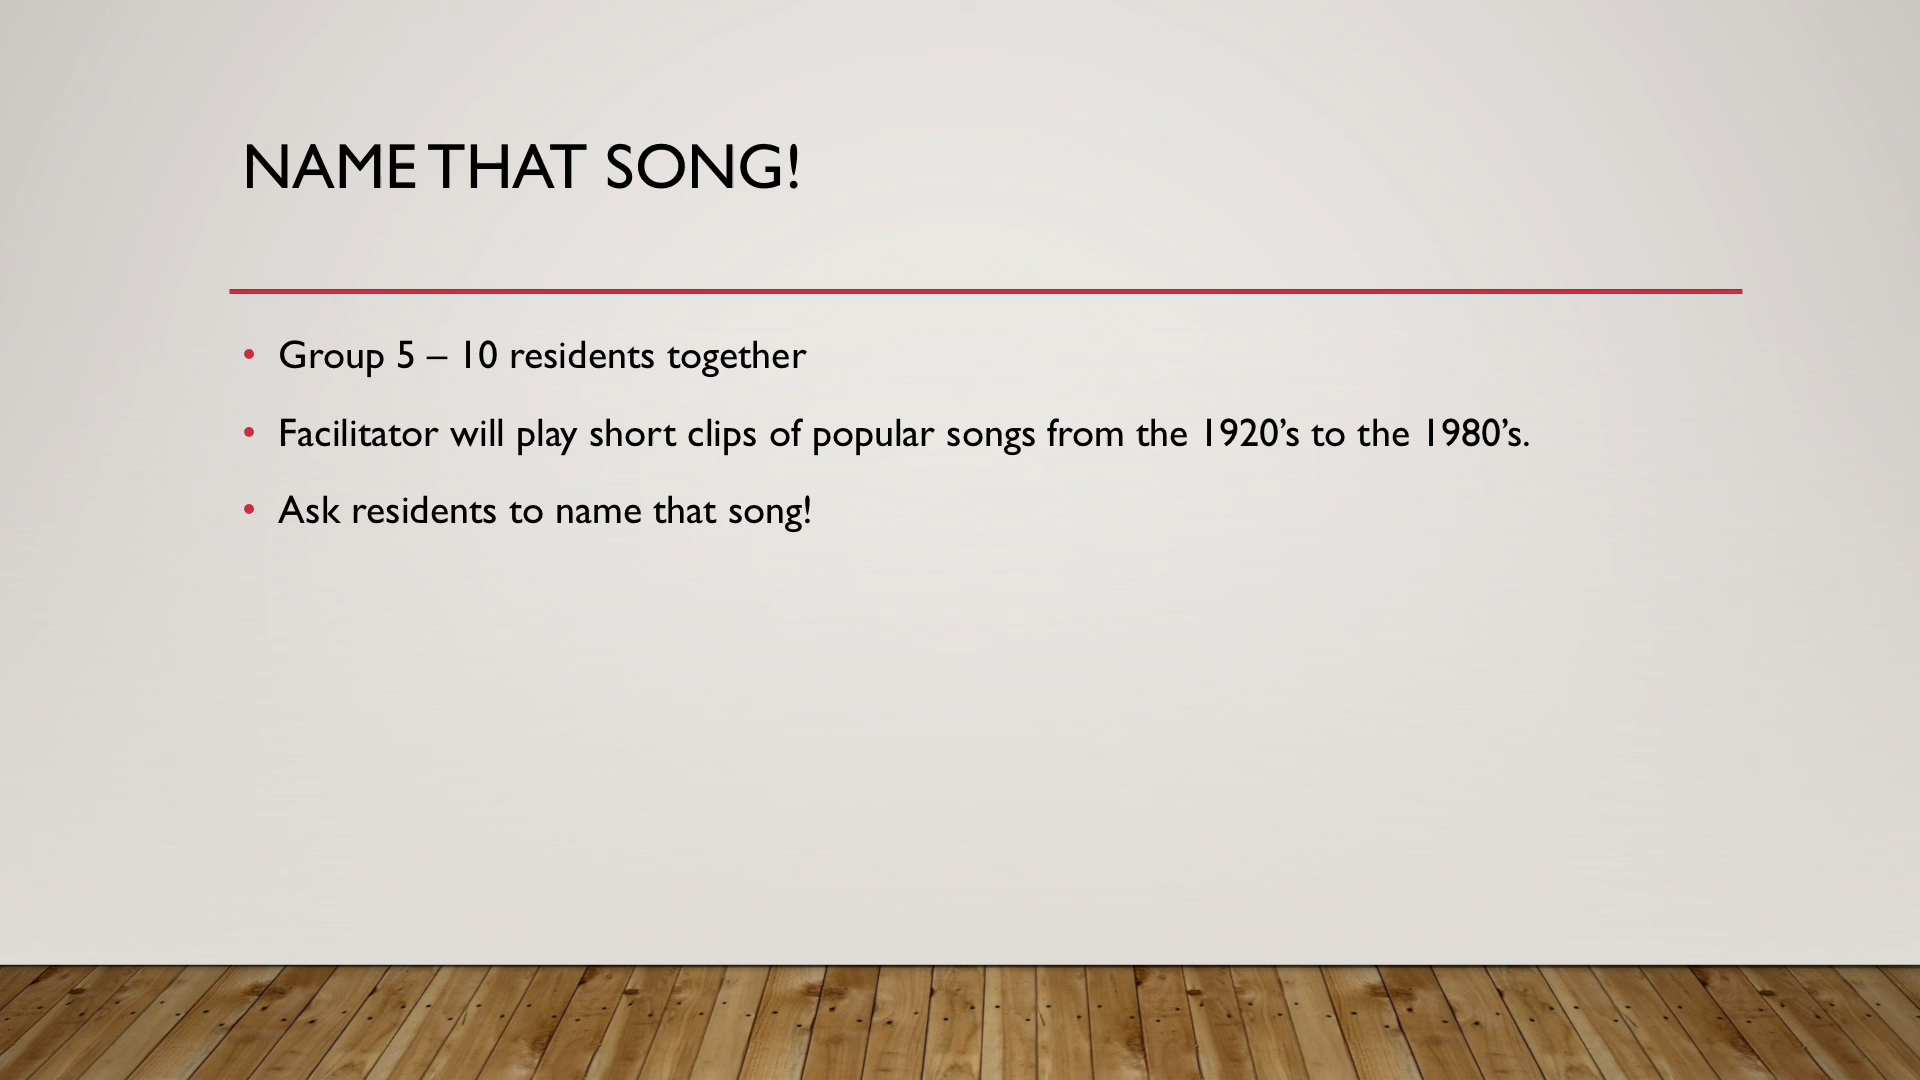 NAME THAT SONG!
• Group 5 – 10 residents together
• Facilitator will play short clips of popular songs from the 1920’s to the 1980’s.
• Ask residents to name that song!